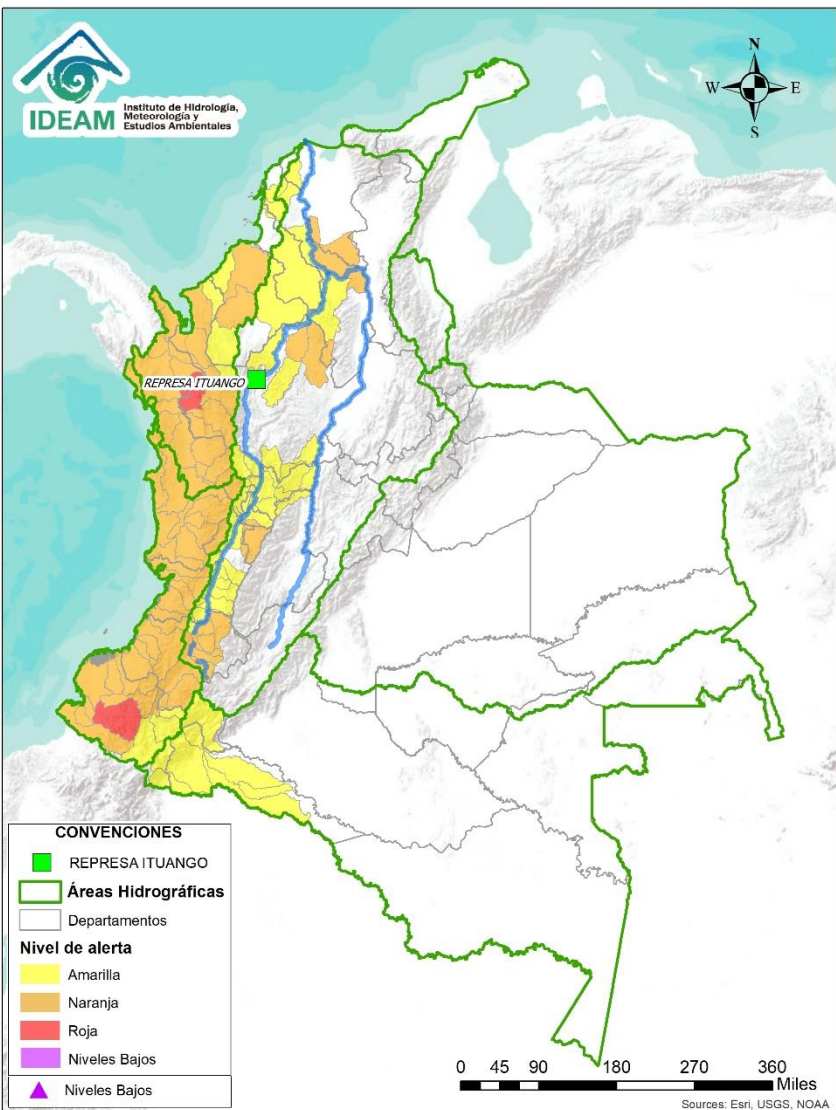 IDEAM
Instituto de Hidrología,
Meteorología y
Estudios Ambientales
N
W
E
S
REPRESA ITUANGO
CONVENCIONES
REPRESA ITUANGO
Áreas Hidrográficas
Departamentos
Nivel de alerta
Amarilla
Naranja
Roja
Niveles Bajos
Niveles Bajos
0 45 90 180 270 360
Miles
Sources: Esri, USGS, NOAA